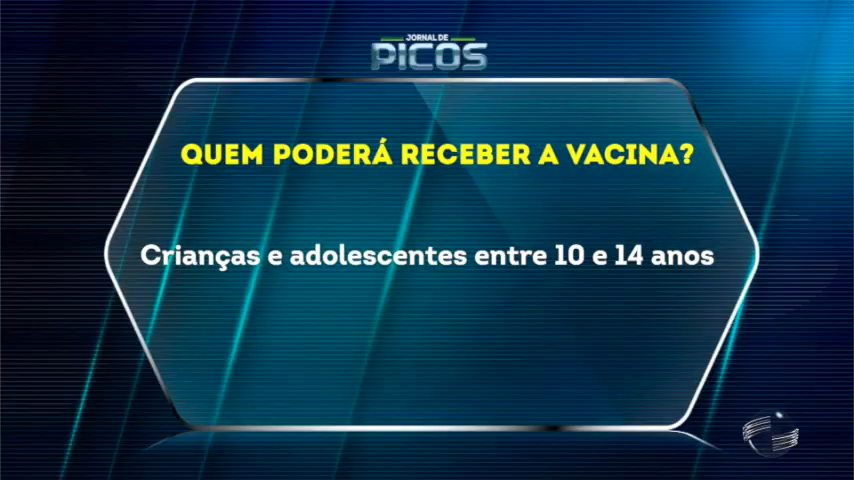 JORNAL DE
PICOS
QUEM PODERÁ RECEBER A VACINA?
Crianças e adolescentes entre 10 e 14 anos